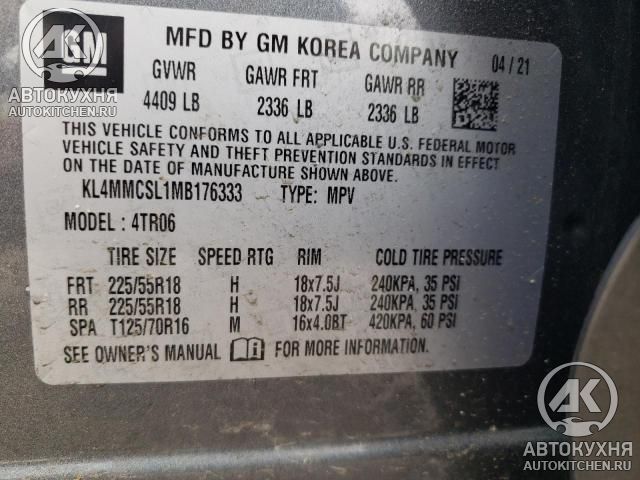 GM
MFD BY GM KOREA COMPANY 04/21
GVWR GAWR FRT GAWR RR
4409 LB 2336 LB 2336 LB
THIS VEHICLE CONFORMS TO ALL APPLICABLE U.S. FEDERAL MOTOR
VEHICLE SAFETY AND THEFT PREVENTION STANDARDS IN EFFECT
ON THE DATE OF MANUFACTURE SHOWN ABOVE.
KL4MMCSL1MB176333 TYPE: MPV
MODEL: 4TR06
TIRE SIZE SPEED RTG RIM COLD TIRE PRESSURE
FRT 225/55R18 H 18x7.5J 240KPA, 35 PSI
RR 225/55R18 H 18x7.5J 240KPA, 35 PSI
SPA T125/70R16 M 16x4.0BT 420KPA, 60 PSI
SEE OWNER'S MANUAL FOR MORE INFORMATION.
АК
АВТОКУХНЯ
AUTOKITCHEN.RU
АК
АВТОКУХНЯ
AUTOKITCHEN.RU